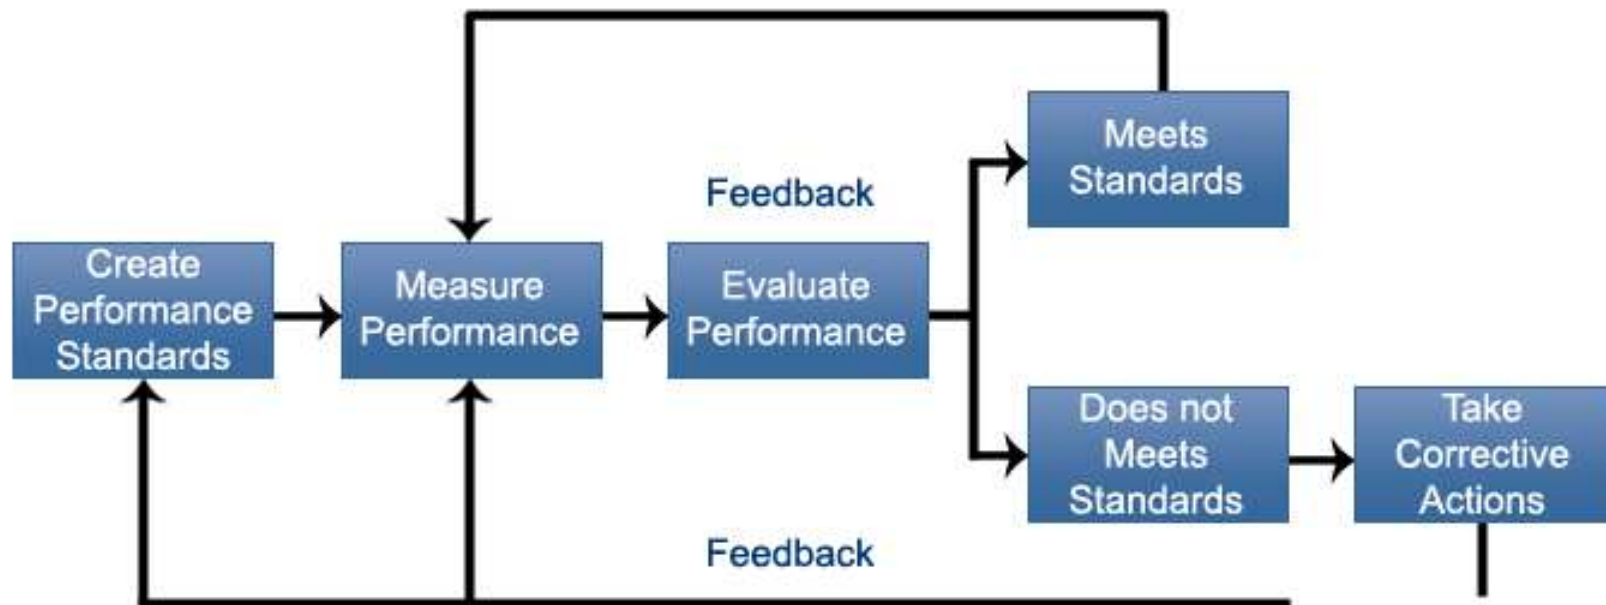 Create
Performance
Standards
Measure
Performance
Feedback
Evaluate
Performance
Meets
Standards
Does not
Meets
Standards
Take
Corrective
Actions
Feedback